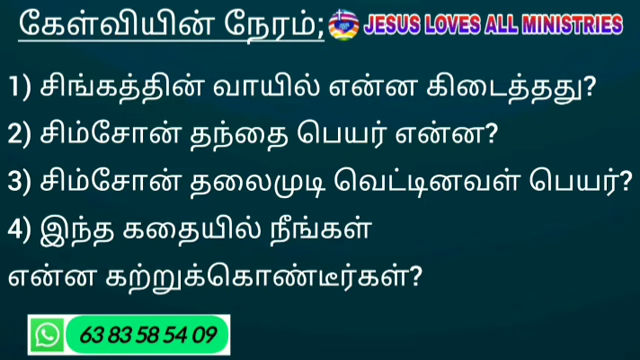 கேள்வியின் நேரம்; JESUS LOVES ALL MINISTRIES
1) சிங்கத்தின் வாயில் என்ன கிடைத்தது?
2) சிம்சோன் தந்தை பெயர் என்ன?
3) சிம்சோன் தலைமுடி வெட்டினவள் பெயர்?
4) இந்த கதையில் நீங்கள்
என்ன கற்றுக்கொண்டீர்கள்?
63 83 58 54 09